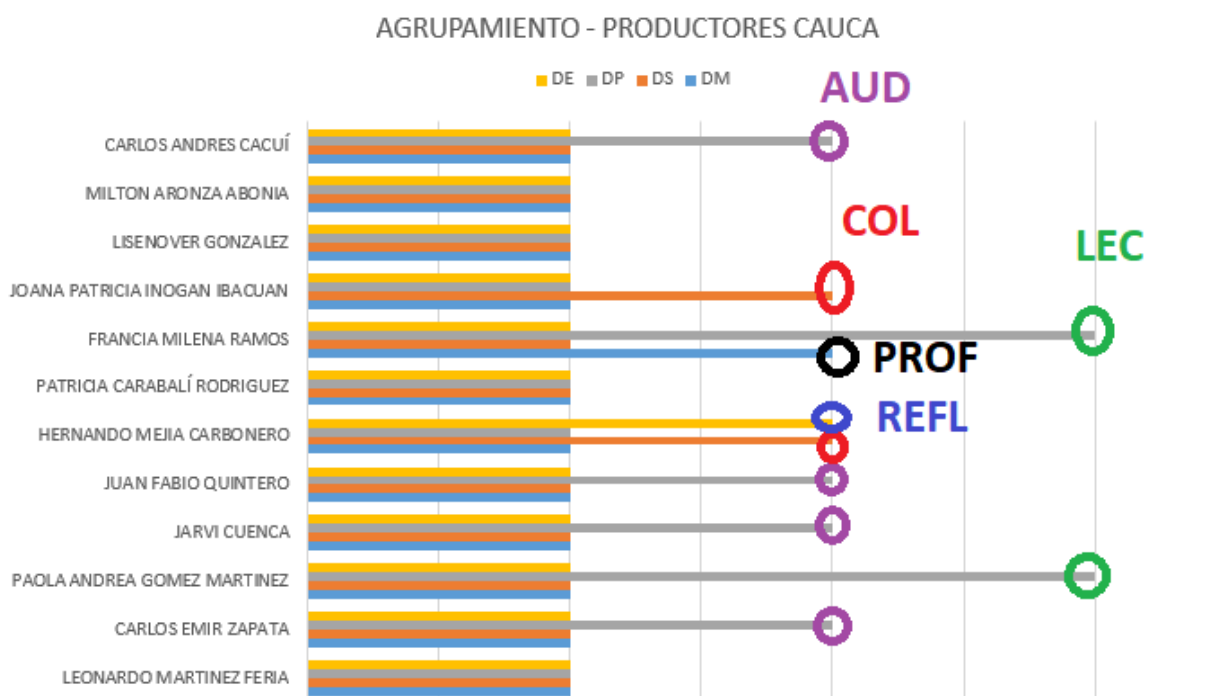 AGRUPAMIENTO - PRODUCTORES CAUCA
DE DP DS DM
AUD
CARLOS ANDRES CACUÍ
MILTON ARONZA ABONIA
COL
LISENOVER GONZALEZ
LEC
JOANA PATRICIA INOGAN IBACUAN
FRANCIA MILENA RAMOS
PROF
PATRICIA CARABALÍ RODRIGUEZ
REFL
HERNANDO MEJIA CARBONERO
JUAN FABIO QUINTERO
JARVI CUENCA
PAOLA ANDREA GOMEZ MARTINEZ
CARLOS EMIR ZAPATA
LEONARDO MARTINEZ FERIA